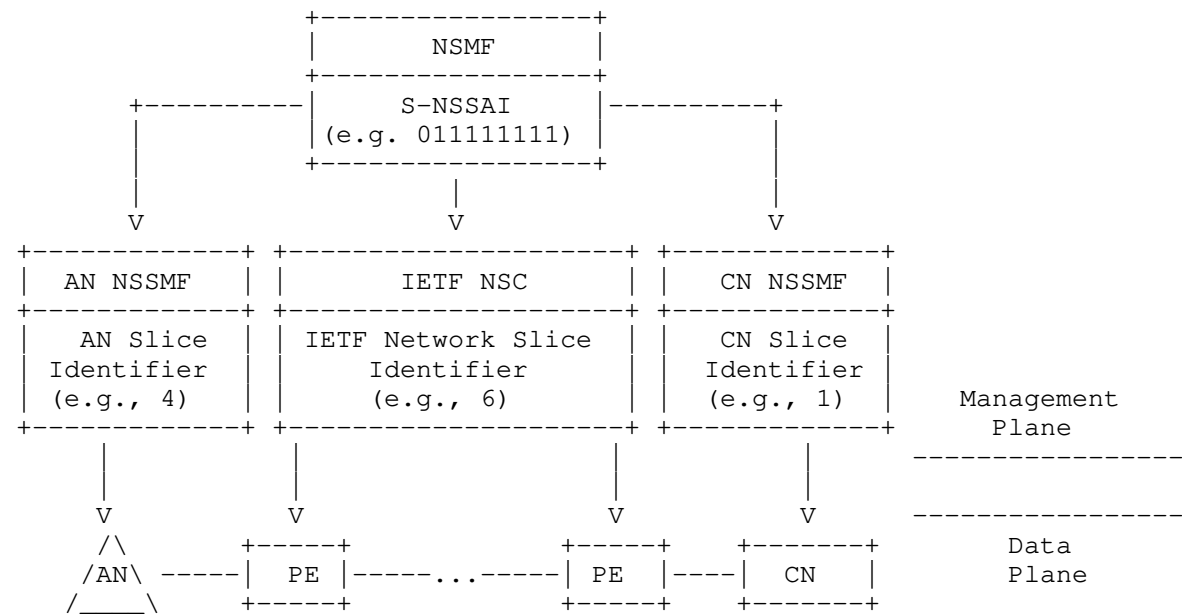 NSMF
S-NSSAI
(e.g. 011111111)
AN NSSMF IETF NSC CN NSSMF
AN Slice IETF Network Slice CN Slice
Identifier Identifier Identifier
(e.g., 4) (e.g., 6) (e.g., 1) Management
Plane
Data
AN PE ... PE CN Plane